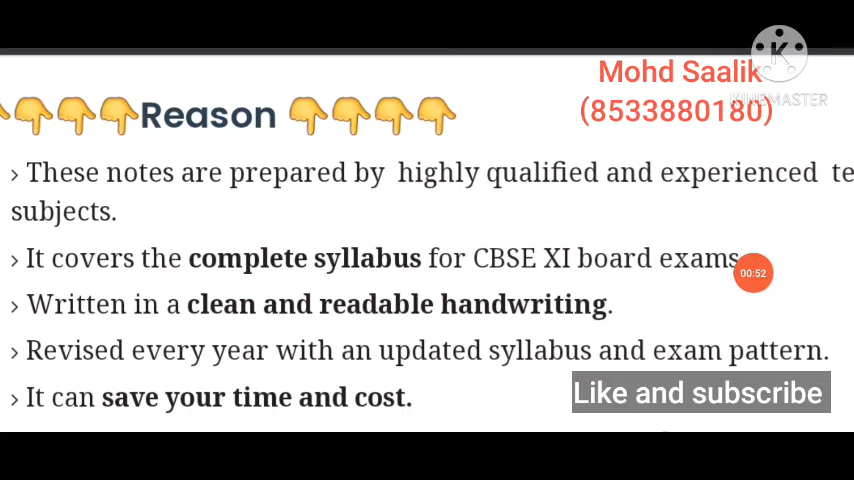 Mohd Saalik
(8533880180)
K
KINEMASTER
👇👇👇👇Reason 👇👇👇👇
› These notes are prepared by highly qualified and experienced te
subjects.
› It covers the complete syllabus for CBSE XI board exams
00:52
› Written in a clean and readable handwriting.
› Revised every year with an updated syllabus and exam pattern.
Like and subscribe
› It can save your time and cost.